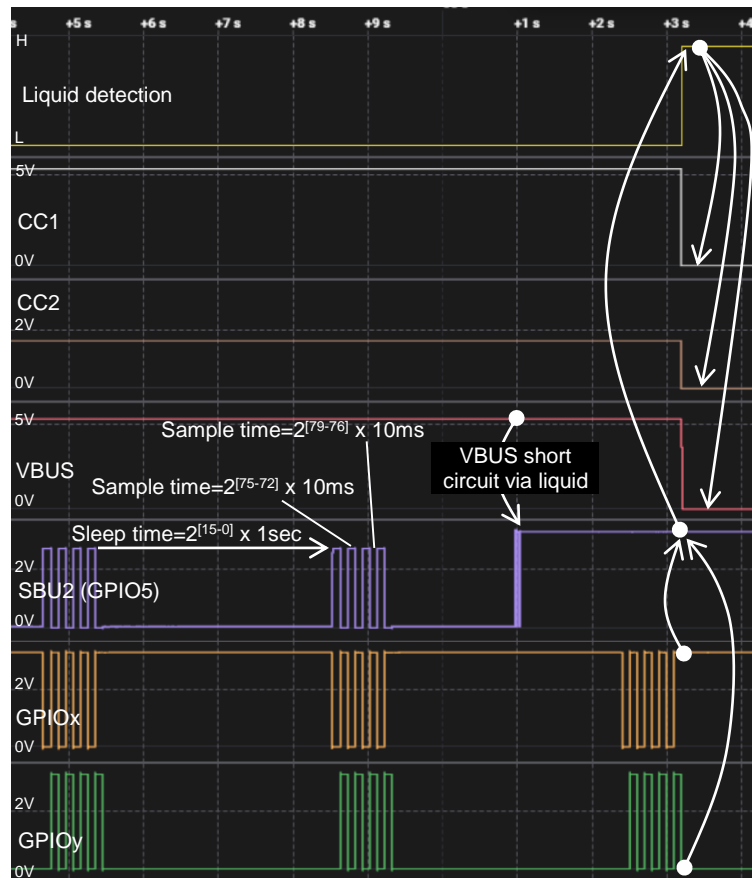 +5 s +6 s +7 s +8 s +9 s +1 s +2 s +3 s +4
H
Liquid detection
L
5V
CC1
0V
CC2
2V
0V
5V
Sample time=2[79-76] x 10ms
VBUS short
circuit via liquid
VBUS
Sample time=2[75-72] x 10ms
0V
Sleep time=2[15-0] x 1sec
2V
SBU2 (GPIO5)
0V
2V
GPIOx
0V
2V
GPIOy
0V